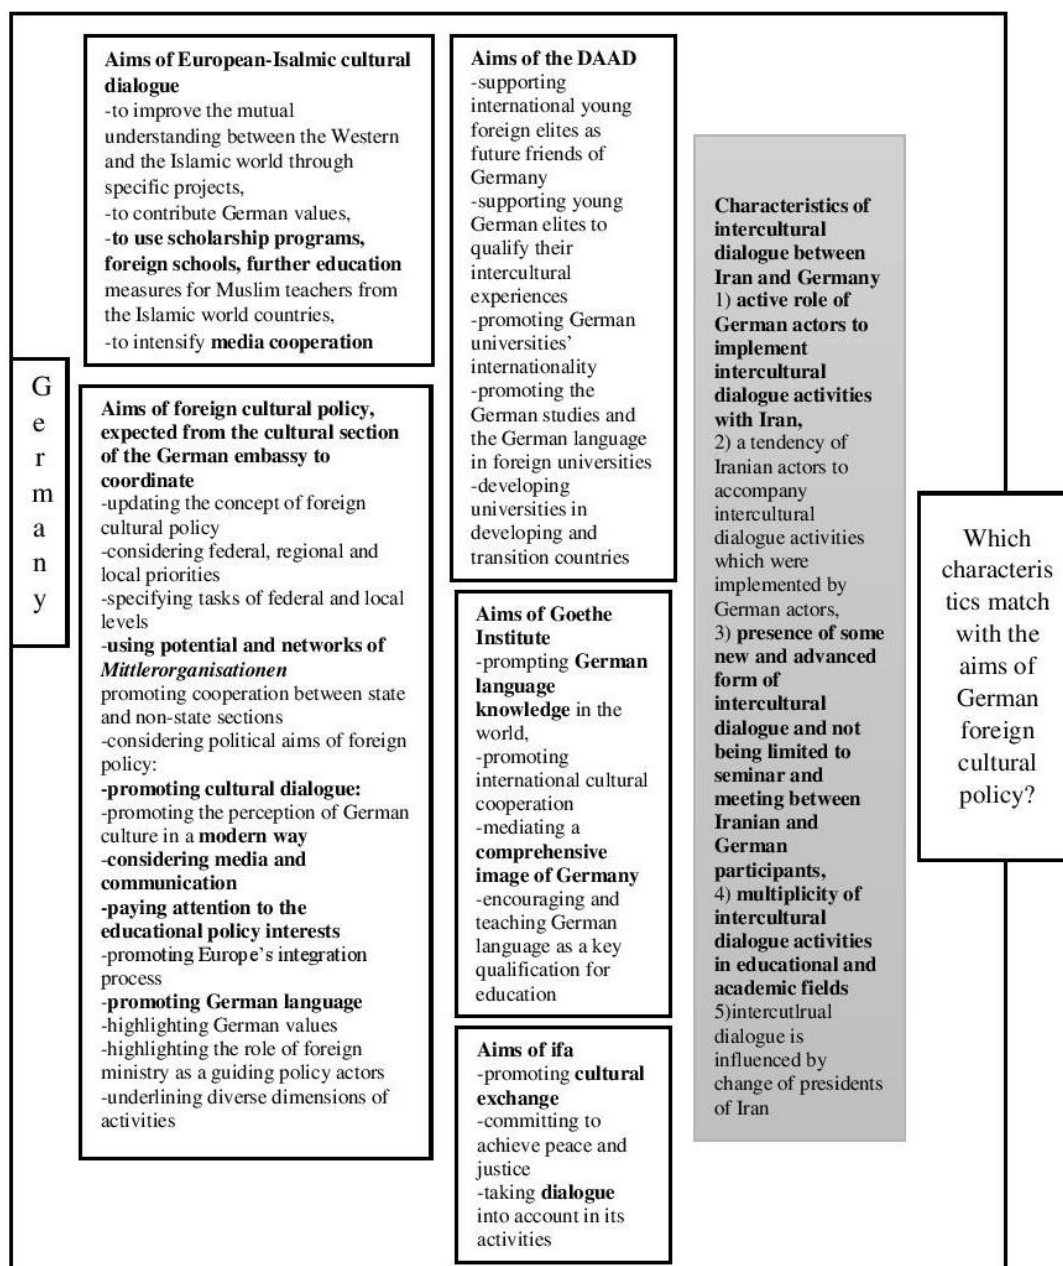 G
e
r
m
a
n
y
Aims of European-Isalmic cultural
dialogue
-to improve the mutual
understanding between the Western
and the Islamic world through
specific projects,
-to contribute German values,
-to use scholarship programs,
foreign schools, further education
measures for Muslim teachers from
the Islamic world countries,
-to intensify media cooperation
Aims of foreign cultural policy,
expected from the cultural section
of the German embassy to
coordinate
-updating the concept of foreign
cultural policy
-considering federal, regional and
local priorities
-specifying tasks of federal and local
levels
-using potential and networks of
Mittlerorganisationen
promoting cooperation between state
and non-state sections
-considering political aims of foreign
policy:
-promoting cultural dialogue:
-promoting the perception of German
culture in a modern way
-considering media and
communication
-paying attention to the
educational policy interests
-promoting Europe's integration
process
-promoting German language
-highlighting German values
-highlighting the role of foreign
ministry as a guiding policy actors
-underlining diverse dimensions of
activities
Aims of the DAAD
-supporting
international young
foreign elites as
future friends of
Germany
-supporting young
German elites to
qualify their
intercultural
experiences
-promoting German
universities'
internationality
-promoting the
German studies and
the German language
in foreign universities
-developing
universities in
developing and
transition countries
Aims of Goethe
Institute
-prompting German
language
knowledge in the
world,
-promoting
international cultural
cooperation
-mediating a
comprehensive
image of Germany
-encouraging and
teaching German
language as a key
qualification for
education
Aims of ifa
-promoting cultural
exchange
-committing to
achieve peace and
justice
-taking dialogue
into account in its
activities
Characteristics of
intercultural
dialogue between
Iran and Germany
1) active role of
German actors to
implement
intercultural
dialogue activities
with Iran,
2) a tendency of
Iranian actors to
accompany
intercultural
dialogue activities
which were
implemented by
German actors,
3) presence of some
new and advanced
form of
intercultural
dialogue and not
being limited to
seminar and
meeting between
Iranian and
German
participants,
4) multiplicity of
intercultural
dialogue activities
in educational and
academic fields
5)intercutlrual
dialogue is
influenced by
change of presidents
of Iran
Which
characteris
tics match
with the
aims of
German
foreign
cultural
policy?